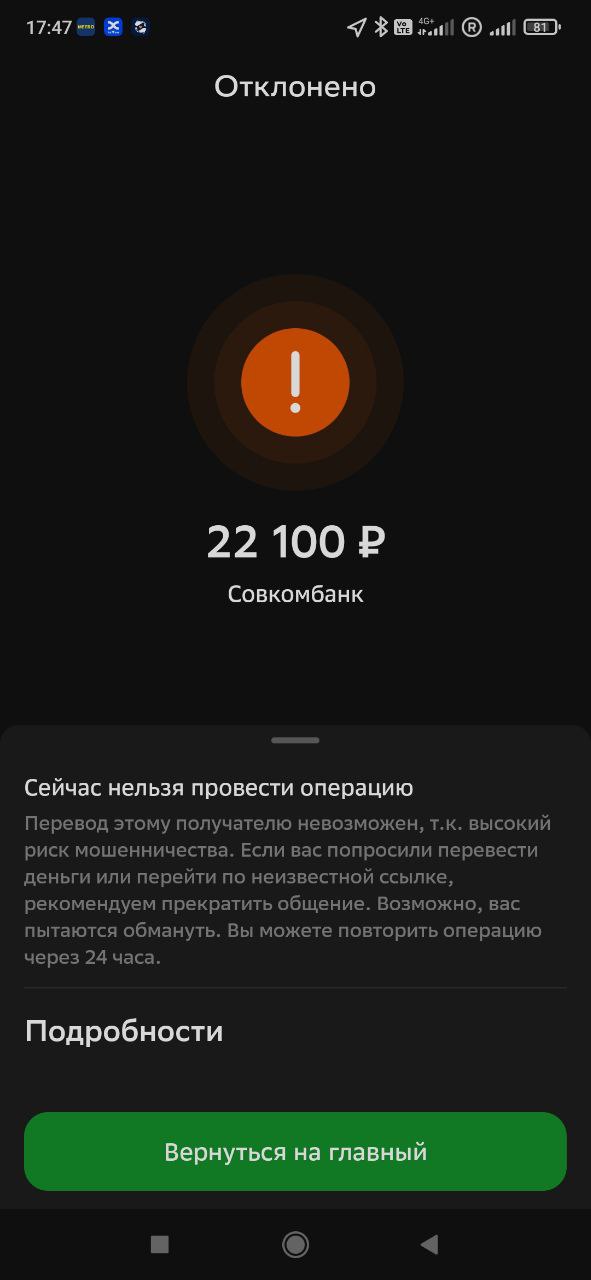 17:47 METRO Vo LTE 4G+ R 81
Отклонено
22 100 ₽
Совкомбанк
Сейчас нельзя провести операцию
Перевод этому получателю невозможен, т.к. высокий
риск мошенничества. Если вас попросили перевести
деньги или перейти по неизвестной ссылке,
рекомендуем прекратить общение. Возможно, вас
пытаются обмануть. Вы можете повторить операцию
через 24 часа.
Подробности
Вернуться на главный